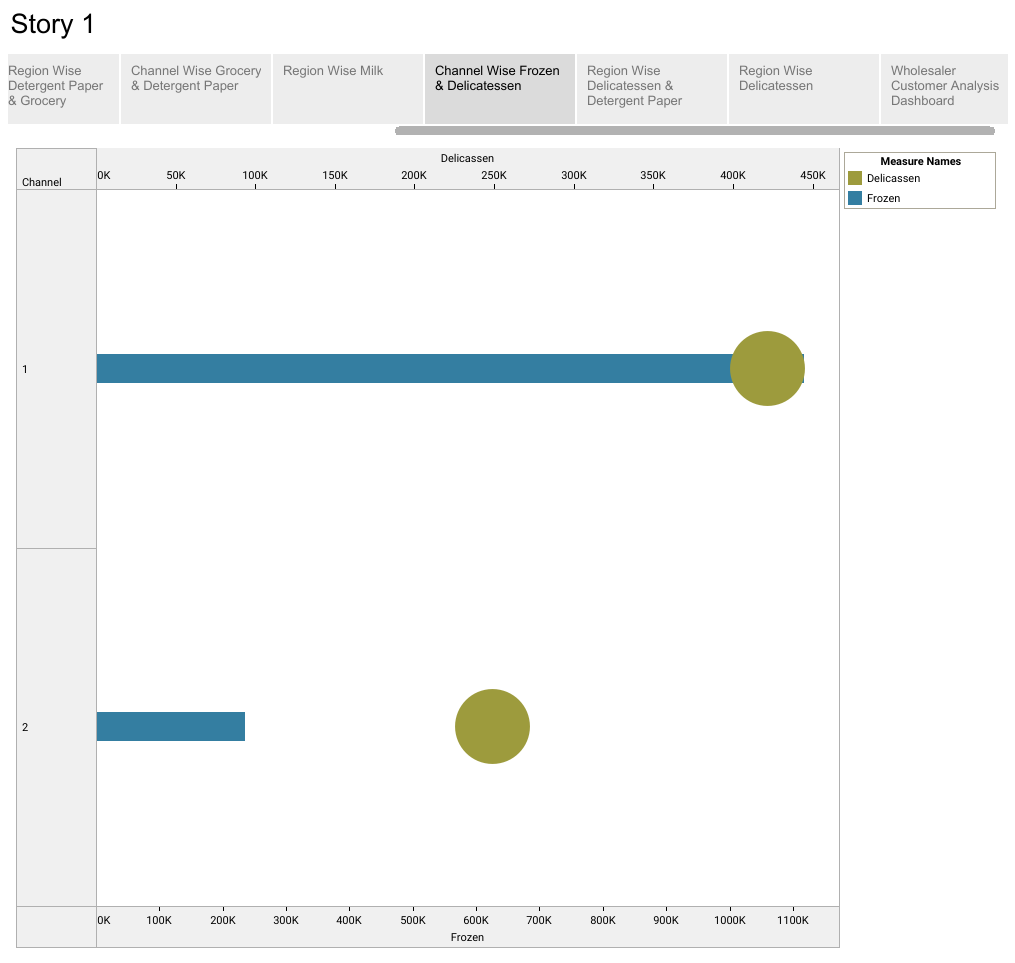 Story 1
Region Wise
Detergent Paper
& Grocery
Channel Wise Grocery
& Detergent Paper
Region Wise Milk
Channel Wise Frozen
& Delicatessen
Region Wise
Delicatessen &
Detergent Paper
Region Wise
Delicatessen
Wholesaler
Customer Analysis
Dashboard
Delicassen
Channel
0K 50K 100K 150K 200K 250K 300K 350K 400K 450K
Measure Names
Delicassen
Frozen
1
2
0K 100K 200K 300K 400K 500K 600K 700K 800K 900K 1000K 1100K
Frozen